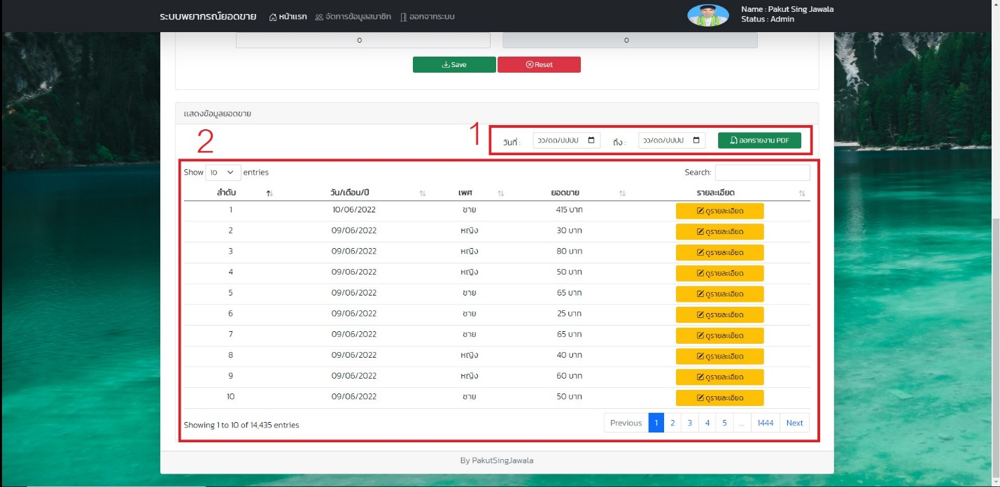 ระบบพยากรณ์ยอดขาย หน้าแรก จัดการข้อมูลสมาชิก ออกจากระบบ
Name : Pakut Sing Jawala
Status : Admin
0 0
Save Reset
แสดงข้อมูลยอดขาย
2 1
วันที่ : วว/ดด/ปปปป ถึง : วว/ดด/ปปปป ออกรายงาน PDF
Show 10 entries Search:
ลำดับ วัน/เดือน/ปี เพศ ยอดขาย รายละเอียด
1 10/06/2022 ชาย 415 บาท ดูรายละเอียด
2 09/06/2022 หญิง 30 บาท ดูรายละเอียด
3 09/06/2022 หญิง 80 บาท ดูรายละเอียด
4 09/06/2022 หญิง 50 บาท ดูรายละเอียด
5 09/06/2022 ชาย 65 บาท ดูรายละเอียด
6 09/06/2022 ชาย 25 บาท ดูรายละเอียด
7 09/06/2022 ชาย 65 บาท ดูรายละเอียด
8 09/06/2022 หญิง 40 บาท ดูรายละเอียด
9 09/06/2022 หญิง 60 บาท ดูรายละเอียด
10 09/06/2022 ชาย 50 บาท ดูรายละเอียด
Showing 1 to 10 of 14,435 entries Previous 1 2 3 4 5 ... 1444 Next
By PakutSingJawala